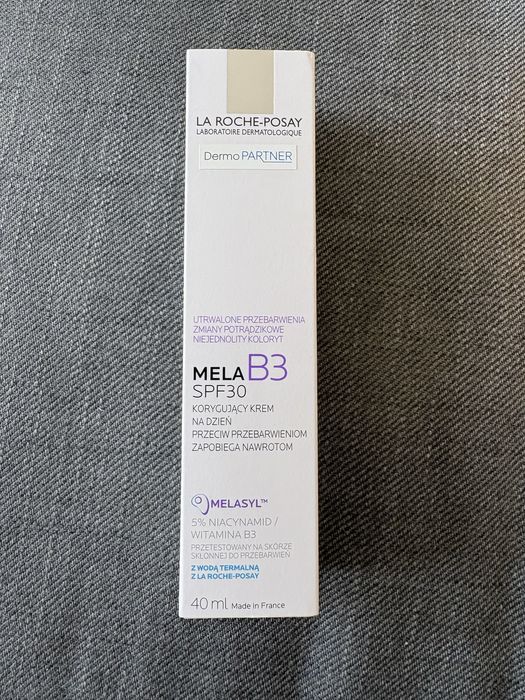 LA ROCHE-POSAY
LABORATOIRE DERMATOLOGIQUE
Dermo PARTNER
UTRWALONE PRZEBARWIENIA
ZMIANY POTRĄDZIKOWE
NIEJEDNOLITY KOLORYT
MELA B3
SPF30
KORYGUJĄCY KREM
NA DZIEŃ
PRZECIW PRZEBARWIENIOM
ZAPOBIEGA NAWROTOM
MELASYL™
5% NIACYNAMID /
WITAMINA B3
PRZETESTOWANY NA SKÓRZE
SKŁONNEJ DO PRZEBARWIEŃ
Z WODĄ TERMALNĄ
Z LA ROCHE-POSAY
40 ml Made in France